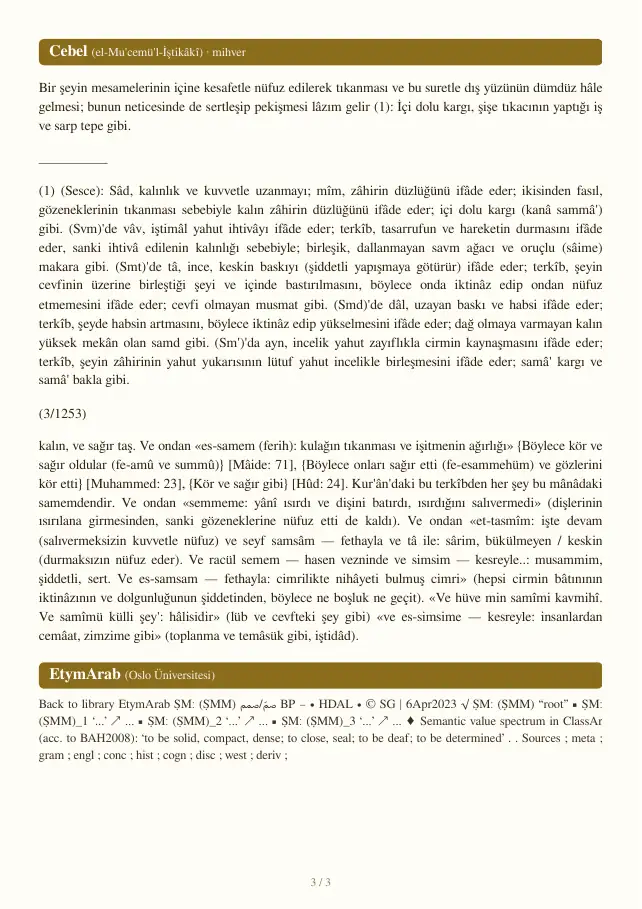 Cebel (el-Mu'cemü'l-İştikâkî) · mihver
Bir şeyin mesamelerinin içine kesafetle nüfuz edilerek tıkanması ve bu suretle dış yüzünün dümdüz hâle
gelmesi; bunun neticesinde de sertleşip pekişmesi lâzım gelir (1): İçi dolu kargı, şişe tıkacının yaptığı iş
ve sarp tepe gibi.
(1) (Sesce): Sâd, kalınlık ve kuvvetle uzanmayı; mîm, zâhirin düzlüğünü ifâde eder; ikisinden fasıl,
gözeneklerinin tıkanması sebebiyle kalın zâhirin düzlüğünü ifâde eder; içi dolu kargı (kanâ sammâ')
gibi. (Svm)'de vâv, iştimâl yahut ihtivâyı ifâde eder; terkîb, tasarrufun ve hareketin durmasını ifâde
eder, sanki ihtivâ edilenin kalınlığı sebebiyle; birleşik, dallanmayan savm ağacı ve oruçlu (sâime)
makara gibi. (Smt)'de tâ, ince, keskin baskıyı (şiddetli yapışmaya götürür) ifâde eder; terkîb, şeyin
cevfinin üzerine birleştiği şeyi ve içinde bastırılmasını, böylece onda iktinâz edip ondan nüfuz
etmemesini ifâde eder; cevfi olmayan musmat gibi. (Smd)'de dâl, uzayan baskı ve habsi ifâde eder;
terkîb, şeyde habsin artmasını, böylece iktinâz edip yükselmesini ifâde eder; dağ olmaya varmayan kalın
yüksek mekân olan samd gibi. (Sm')'da ayn, incelik yahut zayıflıkla cirmin kaynaşmasını ifâde eder;
terkîb, şeyin zâhirinin yahut yukarısının lütuf yahut incelikle birleşmesini ifâde eder; samâ' kargı ve
samâ' bakla gibi.
(3/1253)
kalın, ve sağır taş. Ve ondan «es-samem (ferih): kulağın tıkanması ve işitmenin ağırlığı» {Böylece kör ve
sağır oldular (fe-amû ve summû)} [Mâide: 71], {Böylece onları sağır etti (fe-esammehüm) ve gözlerini
kör etti} [Muhammed: 23], {Kör ve sağır gibi} [Hûd: 24]. Kur'ân'daki bu terkîbden her şey bu mânâdaki
samemdendir. Ve ondan «semmeme: yânî ısırdı ve dişini batırdı, ısırdığını salıvermedi» (dişlerinin
ısırılana girmesinden, sanki gözeneklerine nüfuz etti de kaldı). Ve ondan «et-tasmîm: işte devam
(salıvermeksizin kuvvetle nüfuz) ve seyf samsâm — fethayla ve tâ ile: sârim, bükülmeyen / keskin
(durmaksızın nüfuz eder). Ve racül semem — hasen vezninde ve simsim — kesreyle..: musammim,
şiddetli, sert. Ve es-samsam — fethayla: cimrilikte nihâyeti bulmuş cimri» (hepsi cirmin bâtınının
iktinâzının ve dolgunluğunun şiddetinden, böylece ne boşluk ne geçit). «Ve hüve min samîmi kavmihî.
Ve samîmü külli şey': hâlisidir» (lüb ve cevfteki şey gibi) «ve es-simsime — kesreyle: insanlardan
cemâat, zimzime gibi» (toplanma ve temâsük gibi, iştidâd).
EtymArab (Oslo Üniversitesi)
Back to library EtymArab ṢM: (ṢMM) صمّ/صمم BP – • HDAL • © SG | 6Apr2023 √ ṢM: (ṢMM) “root” ▪ ṢM:
(ṢMM)_1 ‘...’ ↗ ... ▪ ṢM: (ṢMM)_2 ‘...’ ↗ ... ▪ ṢM: (ṢMM)_3 ‘...’ ↗ ... ♦ Semantic value spectrum in ClassAr
(acc. to BAH2008): ‘to be solid, compact, dense; to close, seal; to be deaf; to be determined’ . . Sources ; meta ;
gram ; engl ; conc ; hist ; cogn ; disc ; west ; deriv ;
3 / 3